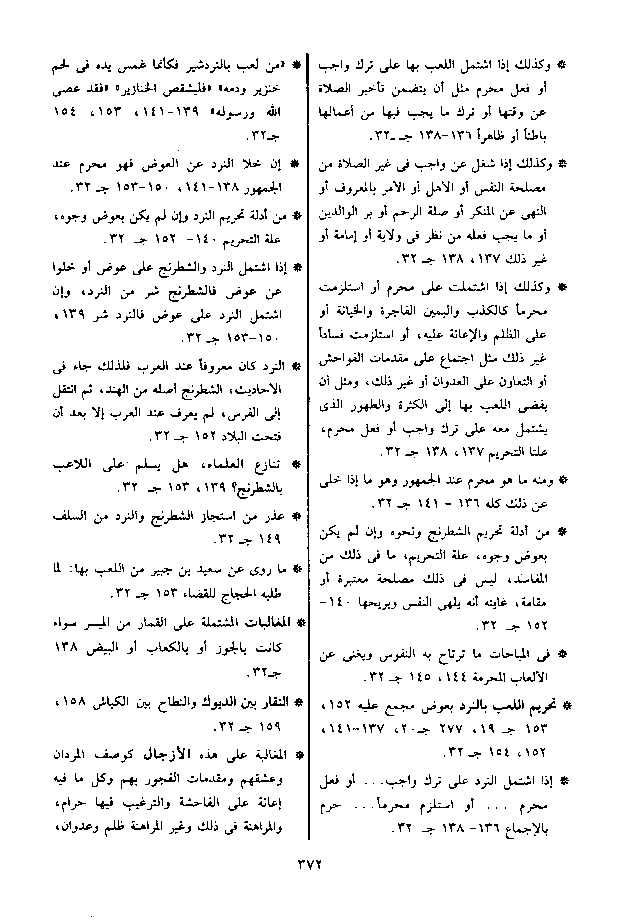 * وكذلك إذا اشتمل اللعب بها على ترك واجب
أو فعل محرم مثل أن يتضمن تأخير الصلاة
عن وقتها أو ترك ما يجب فيها من أعمالها
باطناً أو ظاهراً ١٣٦-١٣٨ جـ ٣٢.
* وكذلك إذا شغل عن واجب فى غير الصلاة من
مصلحة النفس أو الأهل أو الأمر بالمعروف أو
النهى عن المنكر أو صلة الرحم أو بر الوالدين
أو ما يجب فعله من نظر فى ولاية أو إمامة أو
غير ذلك ١٣٧، ١٣٨ جـ ٣٢.
* وكذلك إذا اشتملت على محرم أو استلزمت
محرماً كالكذب واليمين الفاجرة والخيانة أو
على الظلم والإعانة عليه، أو استلزمت فساداً
غير ذلك مثل اجتماع على مقدمات الفواحش
أو التعاون على العدوان أو غير ذلك، ومثل أن
يفضى اللعب بها إلى الكثرة والظهور الذى
يشتمل معه على ترك واجب أو فعل محرم،
علتا التحريم ١٣٧، ١٣٨ جـ ٣٢.
* ومنه ما هو محرم عند الجمهور وهو ما إذا خلى
عن ذلك كله ١٣٦ - ١٤١ جـ ٣٢.
* من أدلة تحريم الشطرنج ونحوه وإن لم يكن
بعوض وجوه، علة التحريم، ما فى ذلك من
المفاسد، ليس فى ذلك مصلحة معتبرة أو
مقامة، غايته أنه يلهى النفس ويريحها ١٤٠-
١٥٢ جـ ٣٢.
* فى المباحات ما ترتاح به النفوس ويغنى عن
الألعاب المحرمة ١٤٤، ١٤٥ جـ ٣٢.
* تحريم اللعب بالنرد بعوض مجمع عليه ١٥٢،
١٥٣ جـ ١٩، ٢٧٧ جـ ٢٠، ١٣٧-١٤١،
١٥٢، ١٥٤ جـ ٣٢.
* إذا اشتمل النرد على ترك واجب... أو فعل
محرم ... أو استلزم محرماً... حرم
بالإجماع ١٣٦-١٣٨ جـ ٣٢.
* «من لعب بالنردشير فكأنما غمس يده فى لحم
خنزير ودمه» «فليشقص الخنازير» «فقد عصى
الله ورسوله» ١٣٩-١٤١، ١٥٣، ١٥٤
جـ٣٢.
* إن خلا النرد عن العوض فهو محرم عند
الجمهور ١٣٨-١٤١، ١٥٠-١٥٣ جـ ٣٢.
* من أدلة تحريم النرد وإن لم يكن بعوض وجوه،
علة التحريم ١٤٠- ١٥٢ جـ ٣٢.
* إذا اشتمل النرد والشطرنج على عوض أو خلوا
عن عوض فالشطرنج شر من النرد، وإن
اشتمل النرد على عوض فالنرد شر ١٣٩،
١٥٠-١٥٣ جـ ٣٢.
* النرد كان معروفاً عند العرب فلذلك جاء فى
الأحاديث، الشطرنج أصله من الهند، ثم انتقل
إلى الفرس، لم يعرف عند العرب إلا بعد أن
فتحت البلاد ١٥٢ جـ ٣٢.
* تنازع العلماء، هل يسلم على اللاعب
بالشطرنج؟ ١٣٩، ١٥٣ جـ ٣٢.
* عذر من استجاز الشطرنج والنرد من السلف
١٤٩ جـ ٣٢.
* ما روى عن سعيد بن جبير من اللعب بها: لما
طلبه الحجاج للقضاء ١٥٣ جـ ٣٢.
* المغالبات المشتملة على القمار من الميسر سواء
كانت بالجوز أو بالكعاب أو البيض ١٣٨
جـ٣٢.
* النقار بين الديوك والنطاح بين الكباش ١٥٨،
١٥٩ جـ ٣٢.
* المغالبة على هذه الأزجال كوصف المردان
وعشقهم ومقدمات الفجور بهم وكل ما فيه
إعانة على الفاحشة والترغيب فيها حرام،
والمراهنة فى ذلك وغير المراهنة ظلم وعدوان،
٣٧٢